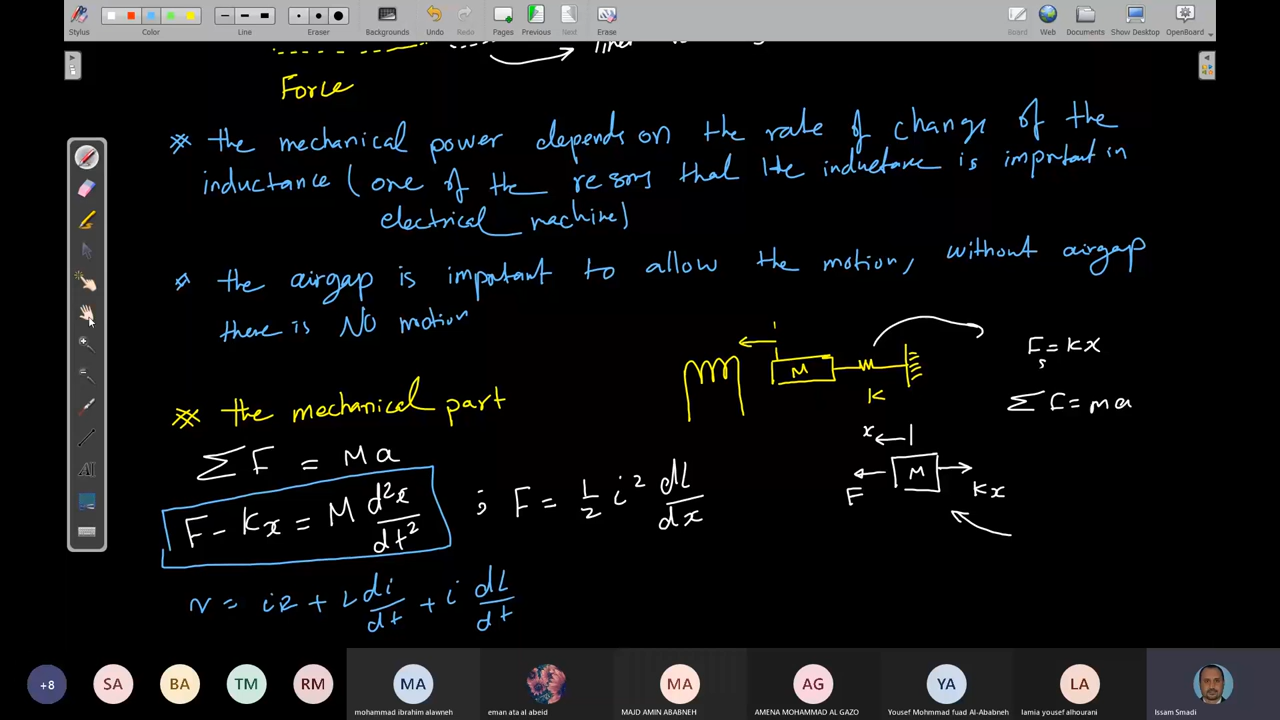 Stylus
Color
Line
Eraser
Backgrounds
Undo
Redo
Pages
Previous
Next
Erase
Board
Web
Documents
Show Desktop
OpenBoard
Force
* the mechanical power depends on the rate of change of the
inductance (one of the resons that the inductane is important in
electrical machine)
* the airgap is important to allow the motion, without airgap
there is NO motion
M
K
F_s = kx
ΣF = ma
** the mechanical part
ΣF = Ma
F - Kx = M d²x/dt² ; F = 1/2 i² dL/dx
x
M
F
kx
v = iR + L di/dt + i dL/dt
AI
+8
SA
BA
TM
RM
MA
mohammad ibrahim alawneh
eman ata al abeid
MA
MAJD AMIN ABABNEH
AG
AMENA MOHAMMAD AL GAZO
YA
Yousef Mohmmad fuad Al-Ababneh
LA
lamia yousef alhourani
Issam Smadi